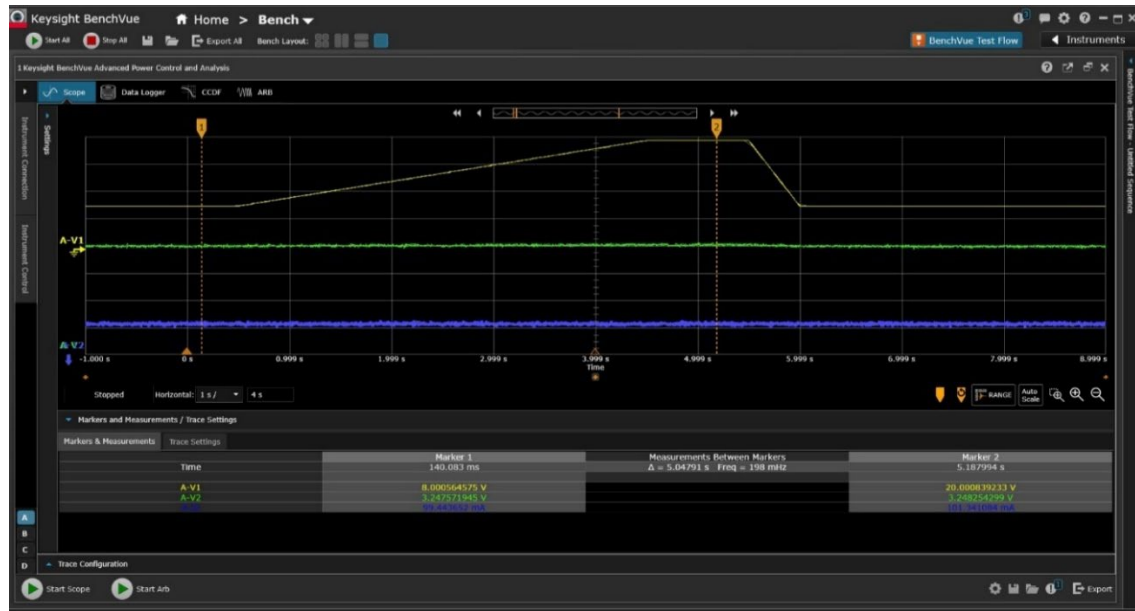 Keysight BenchVue Home > Bench
Start All Stop All Export All Bench Layout: BenchVue Test Flow Instruments
1 Keysight BenchVue Advanced Power Control and Analysis
Scope Data Logger CCDF ARB
Instrument Connection
Instrument Control
Settings
BenchVue Test Flow - Untitled Sequence
1 2
A-V1
A-V2
-1.000 s 0 s 0.999 s 1.999 s 2.999 s 3.999 s 4.999 s 5.999 s 6.999 s 7.999 s 8.999 s
Time
Stopped Horizontal: 1 s/ 4 s RANGE Auto Scale
Markers and Measurements / Trace Settings
Markers & Measurements Trace Settings
Marker 1 Measurements Between Markers Marker 2
Time 140.083 ms Δ = 5.04791 s Freq = 198 mHz 5.187994 s
A-V1 8.000564575 V 20.000839233 V
A-V2 3.247571945 V 3.248254299 V
99.443652 mA 101.341084 mA
A
B
C
D Trace Configuration
Start Scope Start Arb Export